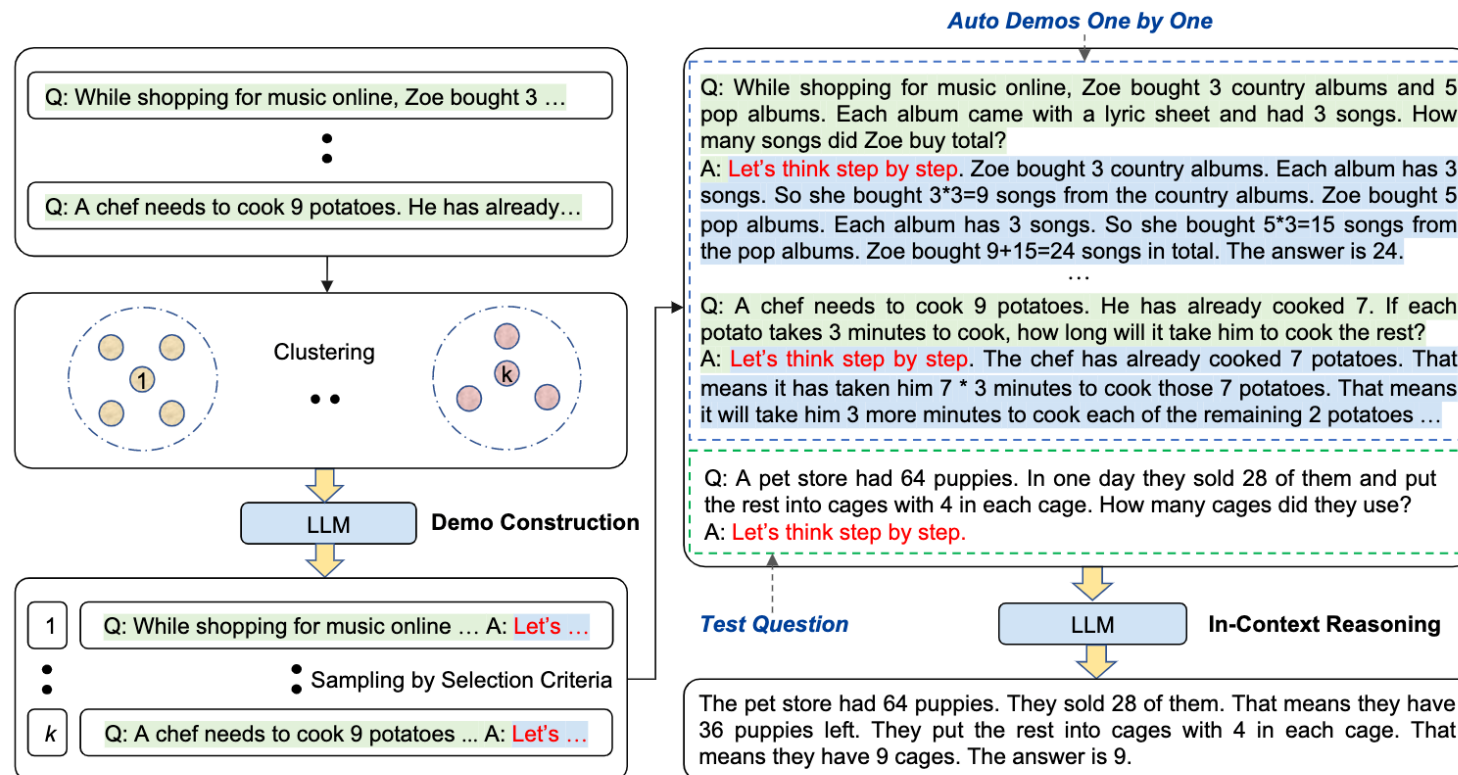 Q: While shopping for music online, Zoe bought 3 …
Q: A chef needs to cook 9 potatoes. He has already…
1
Clustering
k
LLM
Demo Construction
1
Q: While shopping for music online … A: Let’s …
Sampling by Selection Criteria
k
Q: A chef needs to cook 9 potatoes ... A: Let’s …
Auto Demos One by One
Q: While shopping for music online, Zoe bought 3 country albums and 5
pop albums. Each album came with a lyric sheet and had 3 songs. How
many songs did Zoe buy total?
A: Let’s think step by step. Zoe bought 3 country albums. Each album has 3
songs. So she bought 3*3=9 songs from the country albums. Zoe bought 5
pop albums. Each album has 3 songs. So she bought 5*3=15 songs from
the pop albums. Zoe bought 9+15=24 songs in total. The answer is 24.
…
Q: A chef needs to cook 9 potatoes. He has already cooked 7. If each
potato takes 3 minutes to cook, how long will it take him to cook the rest?
A: Let’s think step by step. The chef has already cooked 7 potatoes. That
means it has taken him 7 * 3 minutes to cook those 7 potatoes. That means
it will take him 3 more minutes to cook each of the remaining 2 potatoes …
Q: A pet store had 64 puppies. In one day they sold 28 of them and put
the rest into cages with 4 in each cage. How many cages did they use?
A: Let’s think step by step.
Test Question
LLM
In-Context Reasoning
The pet store had 64 puppies. They sold 28 of them. That means they have
36 puppies left. They put the rest into cages with 4 in each cage. That
means they have 9 cages. The answer is 9.